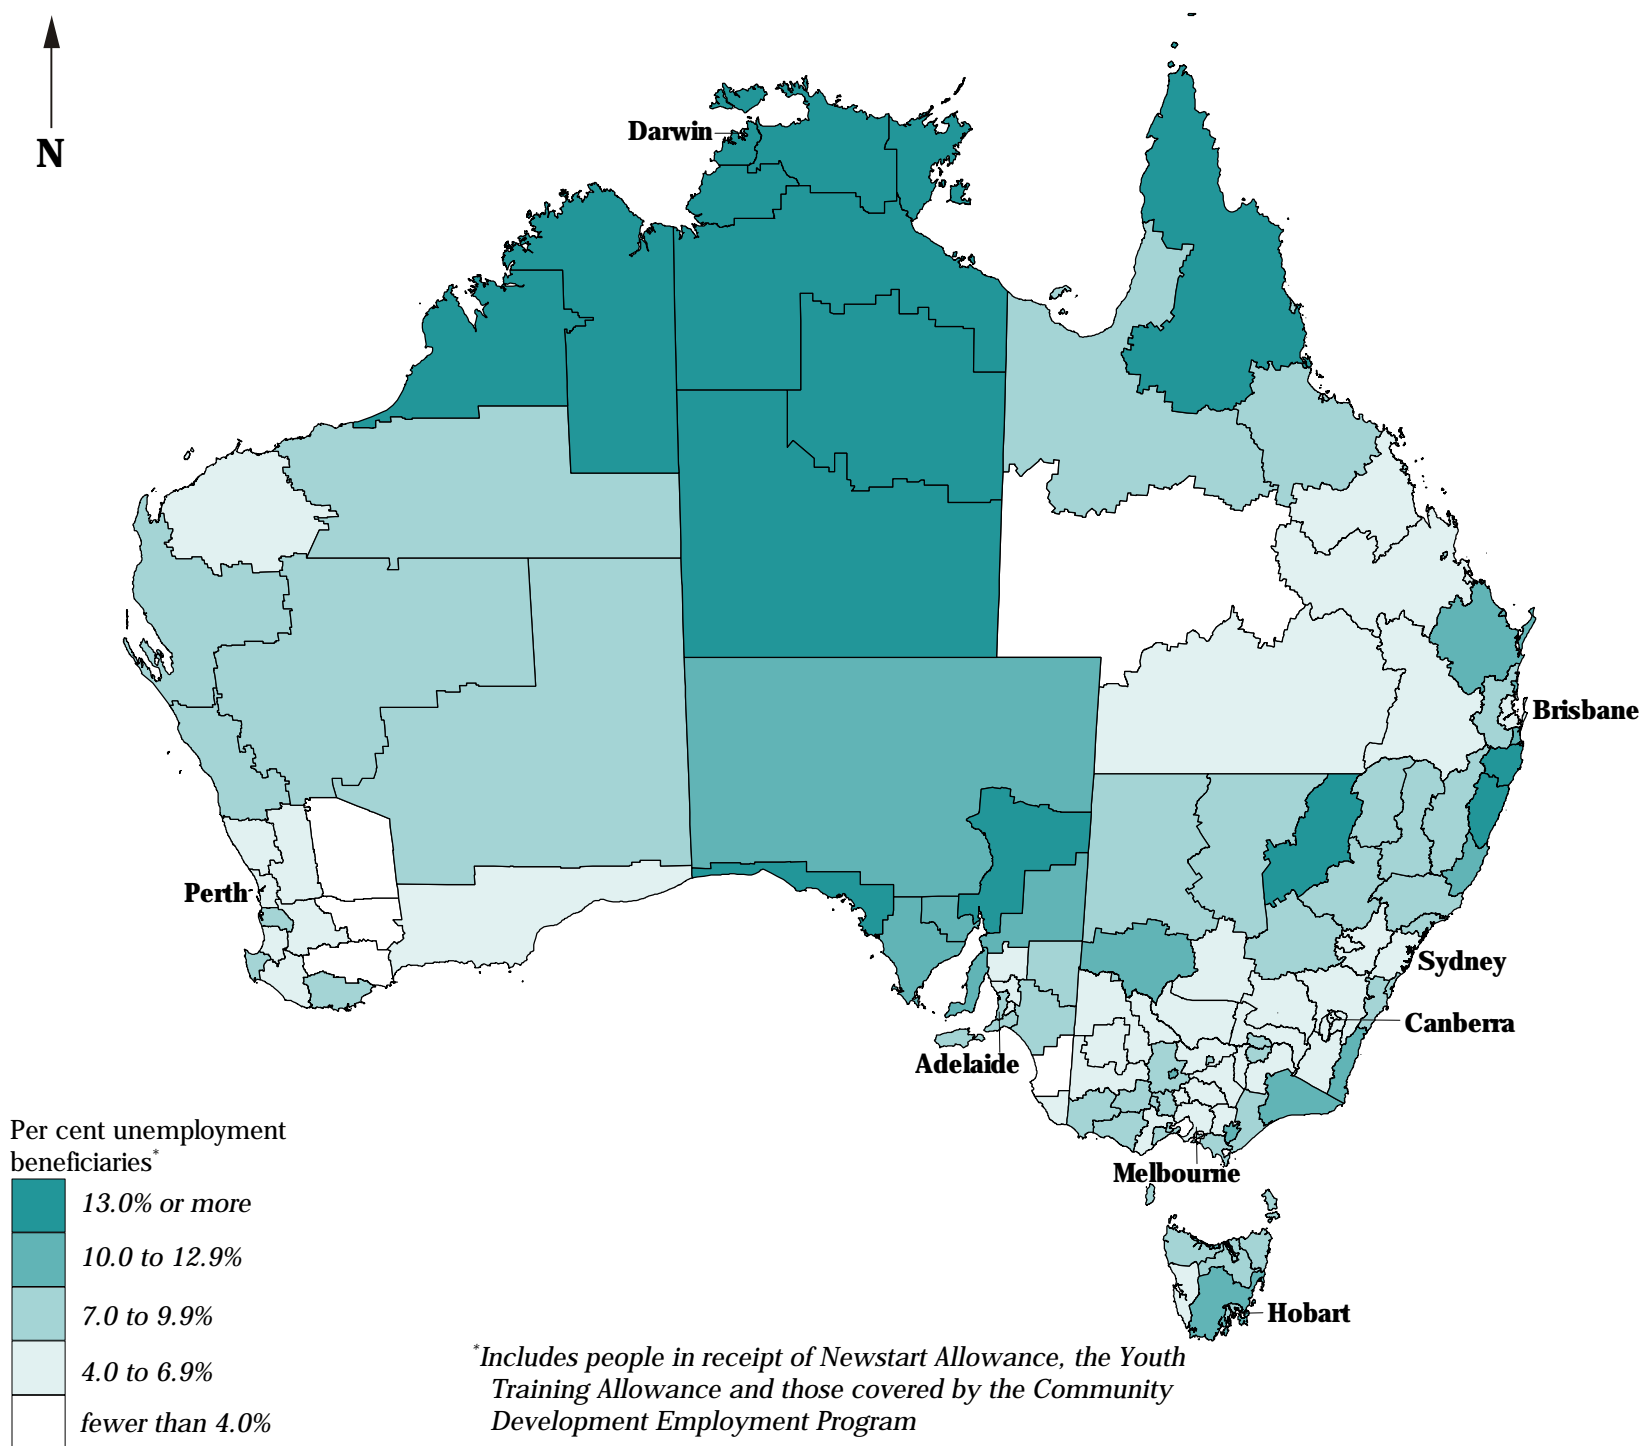 N
Darwin
Brisbane
Perth
Sydney
Canberra
Adelaide
Melbourne
Hobart
Per cent unemployment
beneficiaries*
13.0% or more
10.0 to 12.9%
7.0 to 9.9%
4.0 to 6.9%
fewer than 4.0%
*Includes people in receipt of Newstart Allowance, the Youth
Training Allowance and those covered by the Community
Development Employment Program